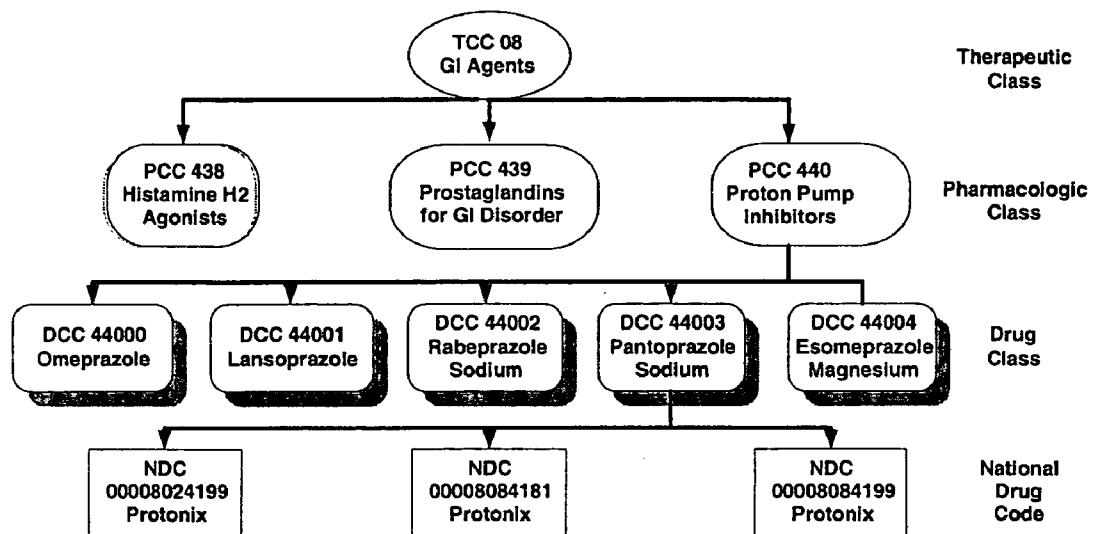 TCC 08
GI Agents
Therapeutic
Class
PCC 438
Histamine H2
Agonists
PCC 439
Prostaglandins
for GI Disorder
PCC 440
Proton Pump
Inhibitors
Pharmacologic
Class
DCC 44000
Omeprazole
DCC 44001
Lansoprazole
DCC 44002
Rabeprazole
Sodium
DCC 44003
Pantoprazole
Sodium
DCC 44004
Esomeprazole
Magnesium
Drug
Class
NDC
00008024199
Protonix
NDC
00008084181
Protonix
NDC
00008084199
Protonix
National
Drug
Code